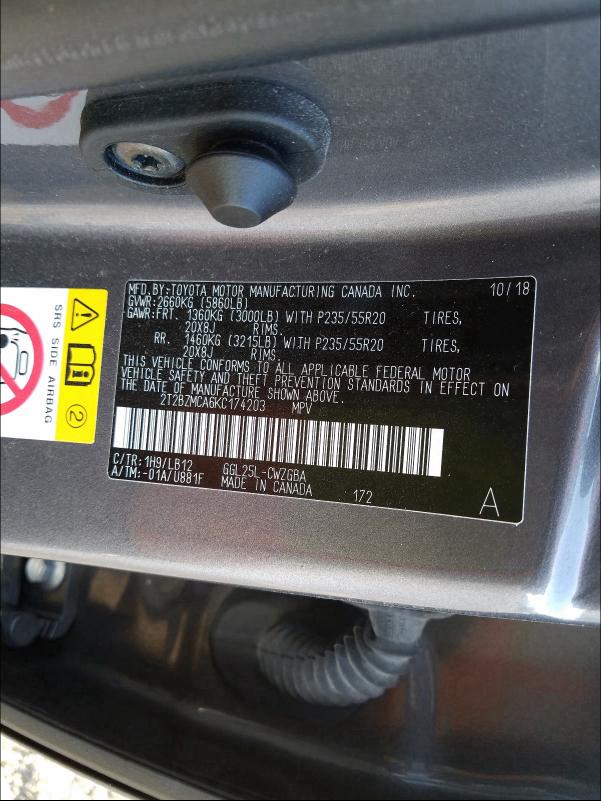 MFD.BY:-TOYOTA MOTOR MANUFACTURING CANADA INC. 10/18
GVWR:2660KG (5860LB)
GAWR:FRT. 1360KG (3000LB) WITH P235/55R20 TIRES,
20X8J RIMS.
RR. 1460KG (3215LB) WITH P235/55R20 TIRES,
20X8J RIMS.
THIS VEHICLE CONFORMS TO ALL APPLICABLE FEDERAL MOTOR
VEHICLE SAFETY AND THEFT PREVENTION STANDARDS IN EFFECT ON
THE DATE OF MANUFACTURE SHOWN ABOVE.
2T2BZMCA6KC174203 MPV
C/TR: 1H9/LB12 GGL25L-CWZGBA
A/TM:-01A/U881F MADE IN CANADA 172 A
SRS SIDE
AIRBAG
2